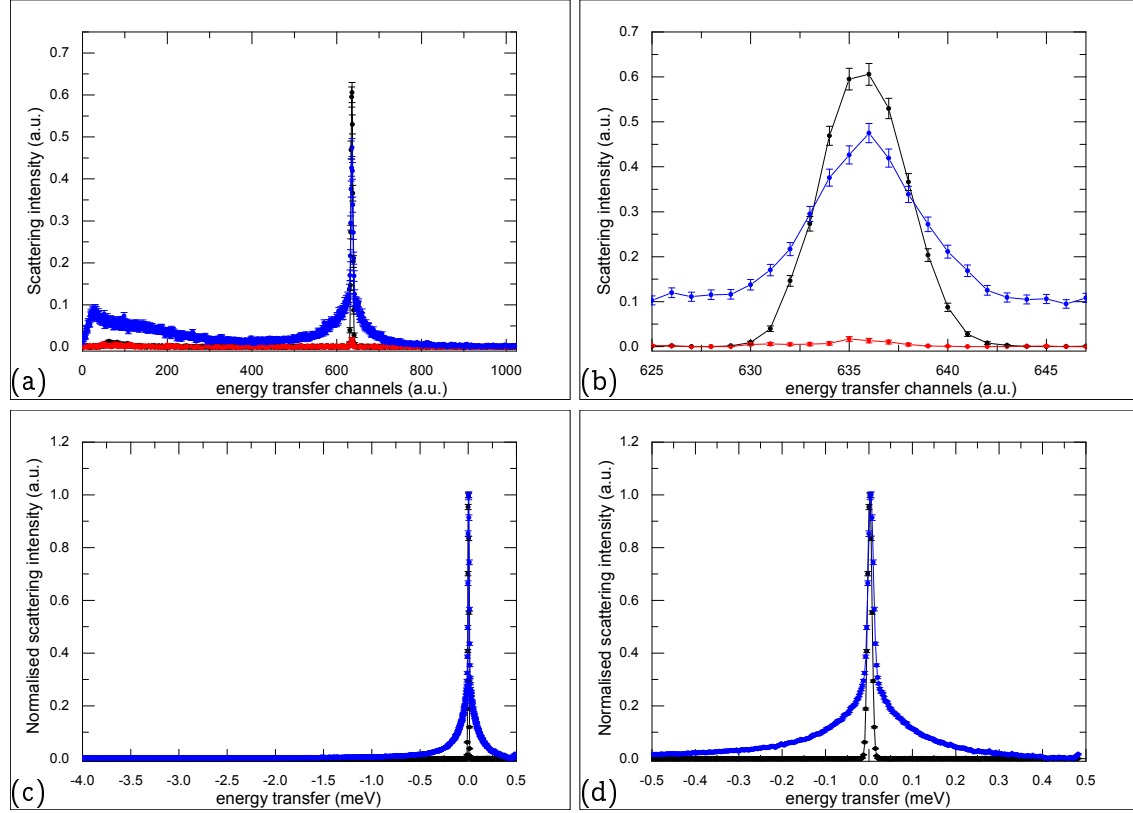 0.7
0.6
0.5
0.4
0.3
0.2
0.1
0.0
Scattering intensity (a.u.)
0 200 400 600 800 1000
energy transfer channels (a.u.)
(a)
0.7
0.6
0.5
0.4
0.3
0.2
0.1
0.0
Scattering intensity (a.u.)
625 630 635 640 645
energy transfer channels (a.u.)
(b)
1.2
1.0
0.8
0.6
0.4
0.2
0.0
Normalised scattering intensity (a.u.)
-4.0 -3.5 -3.0 -2.5 -2.0 -1.5 -1.0 -0.5 0.0 0.5
energy transfer (meV)
(c)
1.2
1.0
0.8
0.6
0.4
0.2
0.0
Normalised scattering intensity (a.u.)
-0.5 -0.4 -0.3 -0.2 -0.1 0.0 0.1 0.2 0.3 0.4 0.5
energy transfer (meV)
(d)